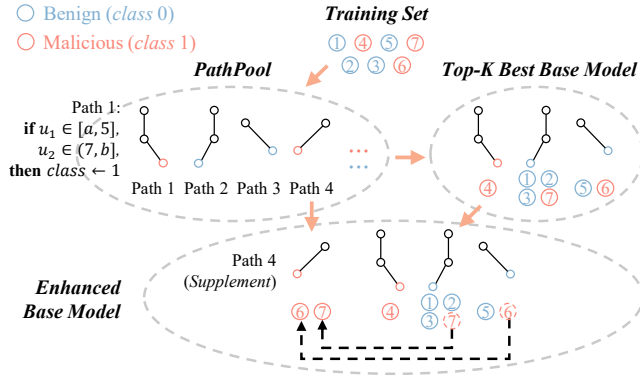 Benign (class 0)
Malicious (class 1)
Training Set
1 4 5 7
2 3 6
PathPool
Top-K Best Base Model
Path 1:
if u₁ ∈ [a, 5],
u₂ ∈ (7, b],
then class ← 1
Path 1 Path 2 Path 3 Path 4
4 1 2 5 6
3 7
Path 4
(Supplement)
Enhanced
Base Model
6 7 4 1 2 5 6
3 7